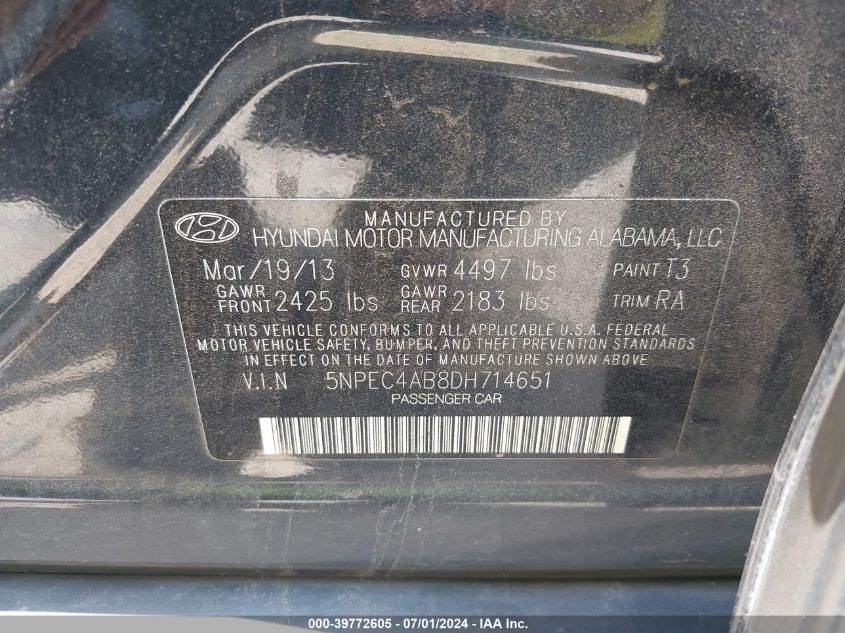 MANUFACTURED BY
HYUNDAI MOTOR MANUFACTURING ALABAMA, LLC
Mar/19/13 GVWR 4497 lbs PAINT T3
GAWR FRONT 2425 lbs GAWR REAR 2183 lbs TRIM RA
THIS VEHICLE CONFORMS TO ALL APPLICABLE U.S.A. FEDERAL
MOTOR VEHICLE SAFETY, BUMPER, AND THEFT PREVENTION STANDARDS
IN EFFECT ON THE DATE OF MANUFACTURE SHOWN ABOVE
V.I.N 5NPEC4AB8DH714651
PASSENGER CAR
000-39772605 - 07/01/2024 - IAA Inc.